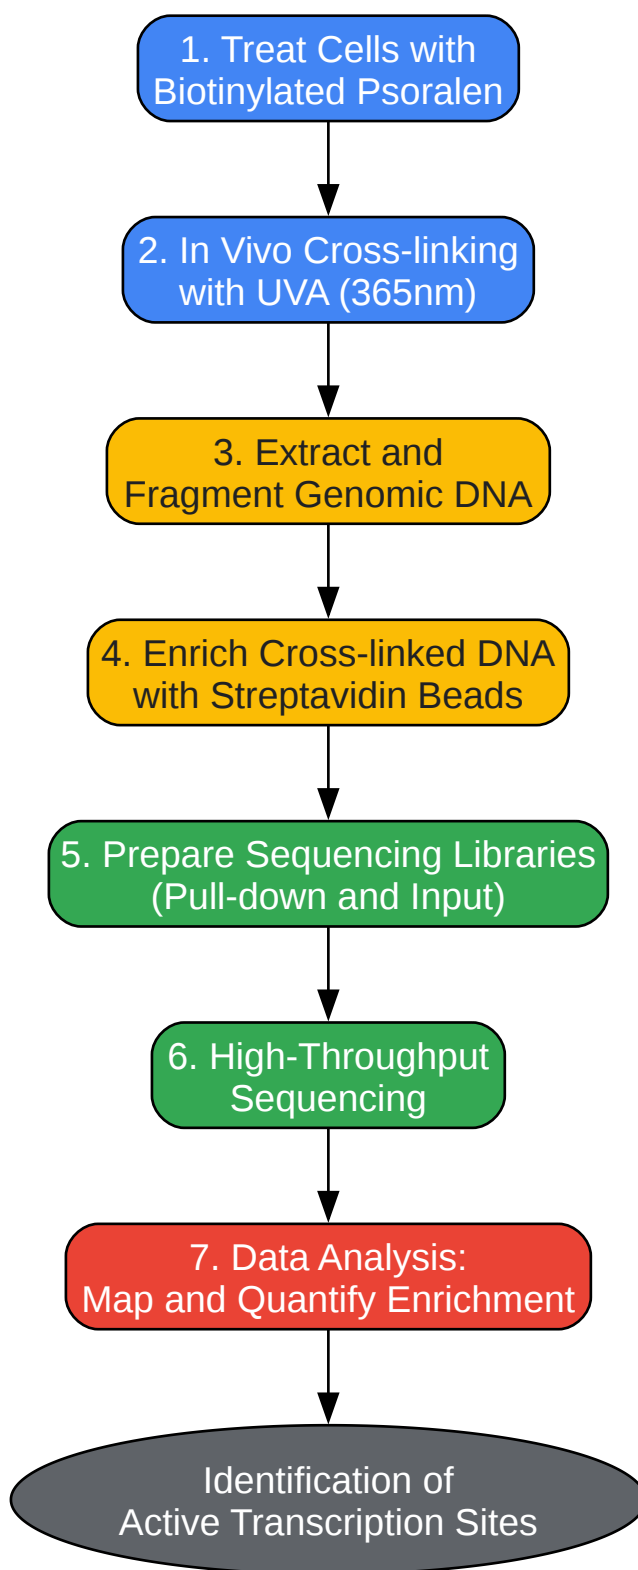 1. Treat Cells with
Biotinylated Psoralen
2. In Vivo Cross-linking
with UVA (365nm)
3. Extract and
Fragment Genomic DNA
4. Enrich Cross-linked DNA
with Streptavidin Beads
5. Prepare Sequencing Libraries
(Pull-down and Input)
6. High-Throughput
Sequencing
7. Data Analysis:
Map and Quantify Enrichment
Identification of
Active Transcription Sites